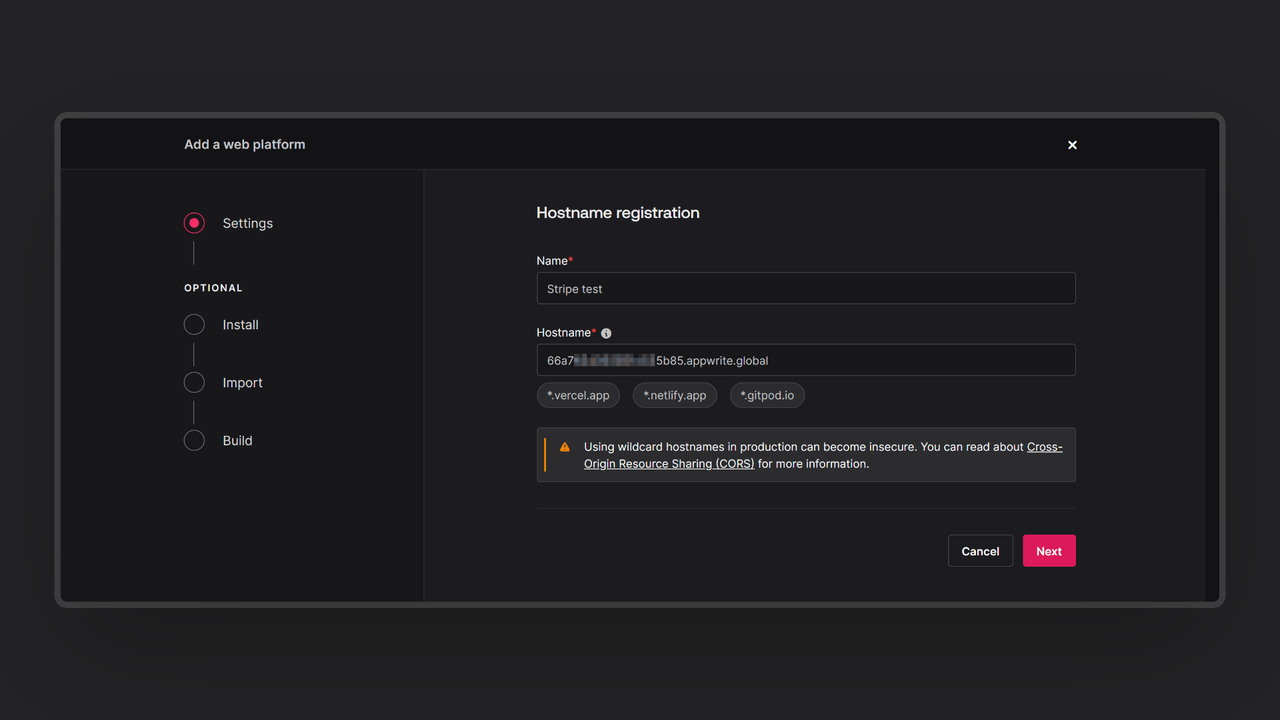 Add a web platform
Settings
OPTIONAL
Install
Import
Build
Hostname registration
Name*
Stripe test
Hostname*
66a7 5b85.appwrite.global
*.vercel.app
*.netlify.app
*.gitpod.io
Using wildcard hostnames in production can become insecure. You can read about Cross-
Origin Resource Sharing (CORS) for more information.
Cancel
Next